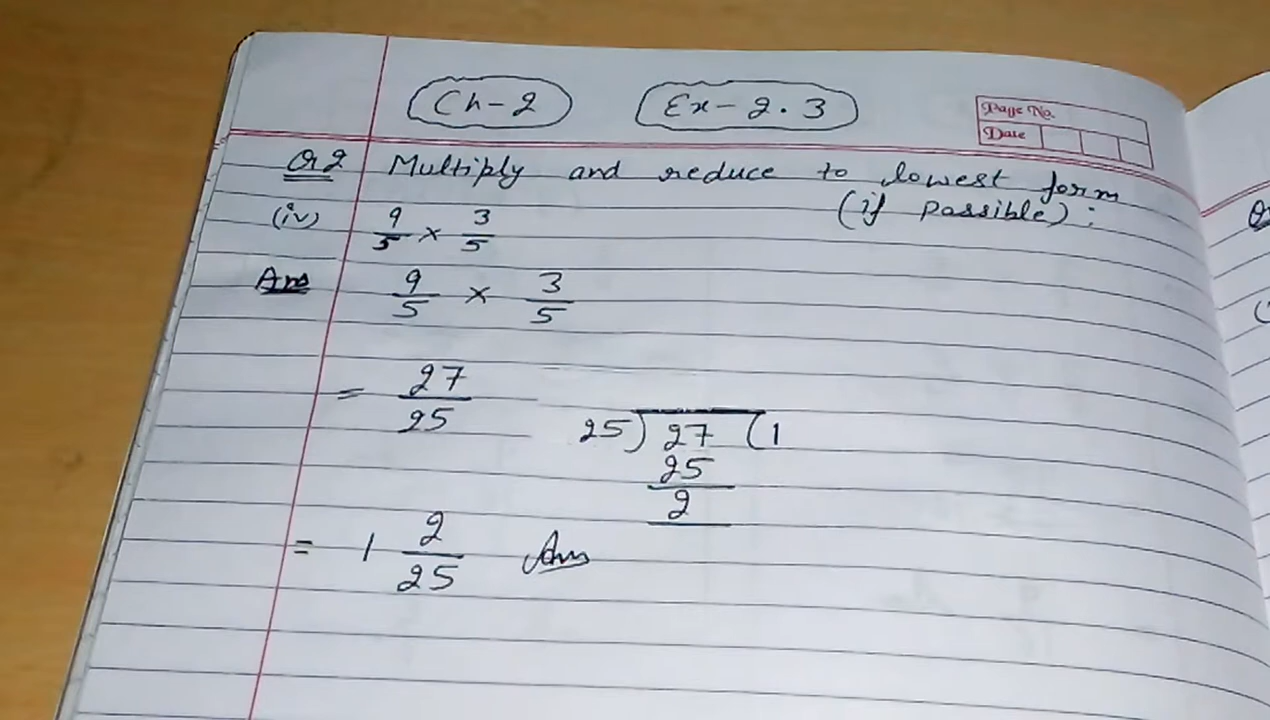 Ch-2 Ex-2.3
Page No.
Date
Q2 Multiply and reduce to lowest form
(if Possible):
(iv) 9/5 × 3/5
Ans 9/5 × 3/5
= 27/25
25) 27 (1
25
2
= 1 2/25 Ans